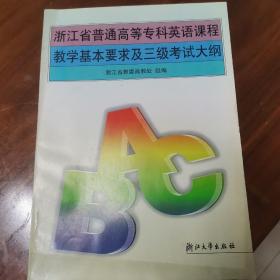 浙江省普通高等专科英语课程
教学基本要求及三级考试大纲
浙江省教委高教处 组编
BAC
浙江大学出版社